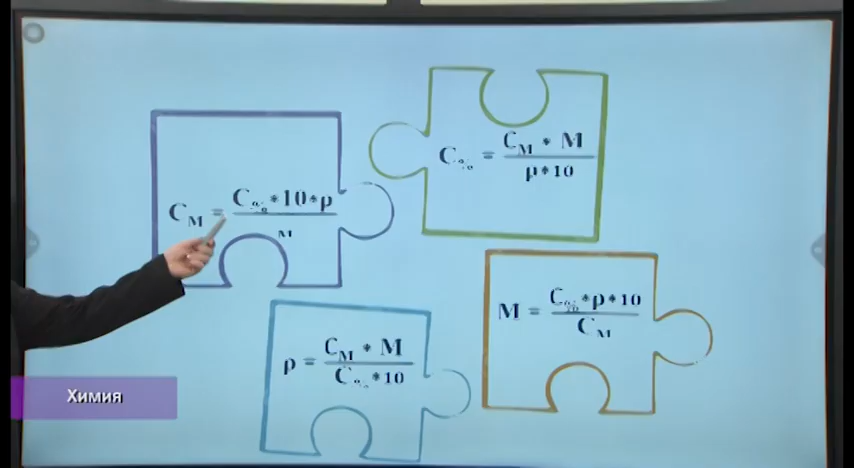 C_M = (C_% * 10 * ρ) / M
C_% = (C_M * M) / (ρ * 10)
ρ = (C_M * M) / (C_% * 10)
M = (C_% * ρ * 10) / C_M
Химия